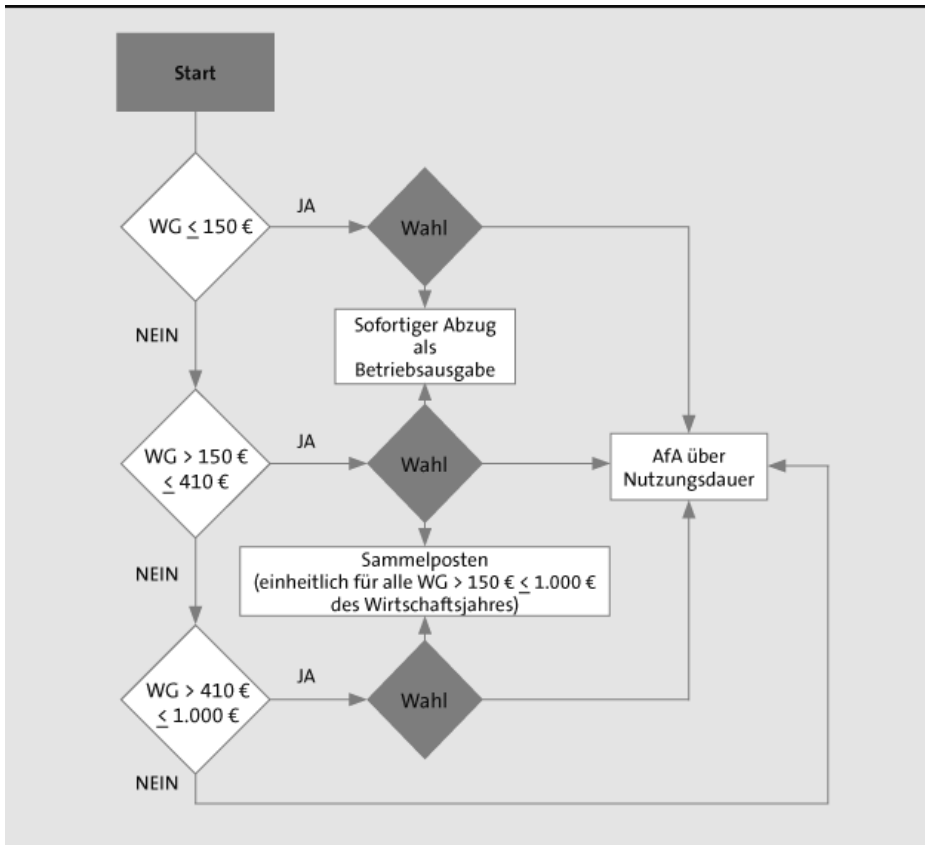 Start
WG ≤ 150 €
JA
Wahl
NEIN
Sofortiger Abzug
als
Betriebsausgabe
WG > 150 €
≤ 410 €
JA
Wahl
AfA über
Nutzungsdauer
NEIN
Sammelposten
(einheitlich für alle WG > 150 € ≤ 1.000 €
des Wirtschaftsjahres)
WG > 410 €
≤ 1.000 €
JA
Wahl
NEIN